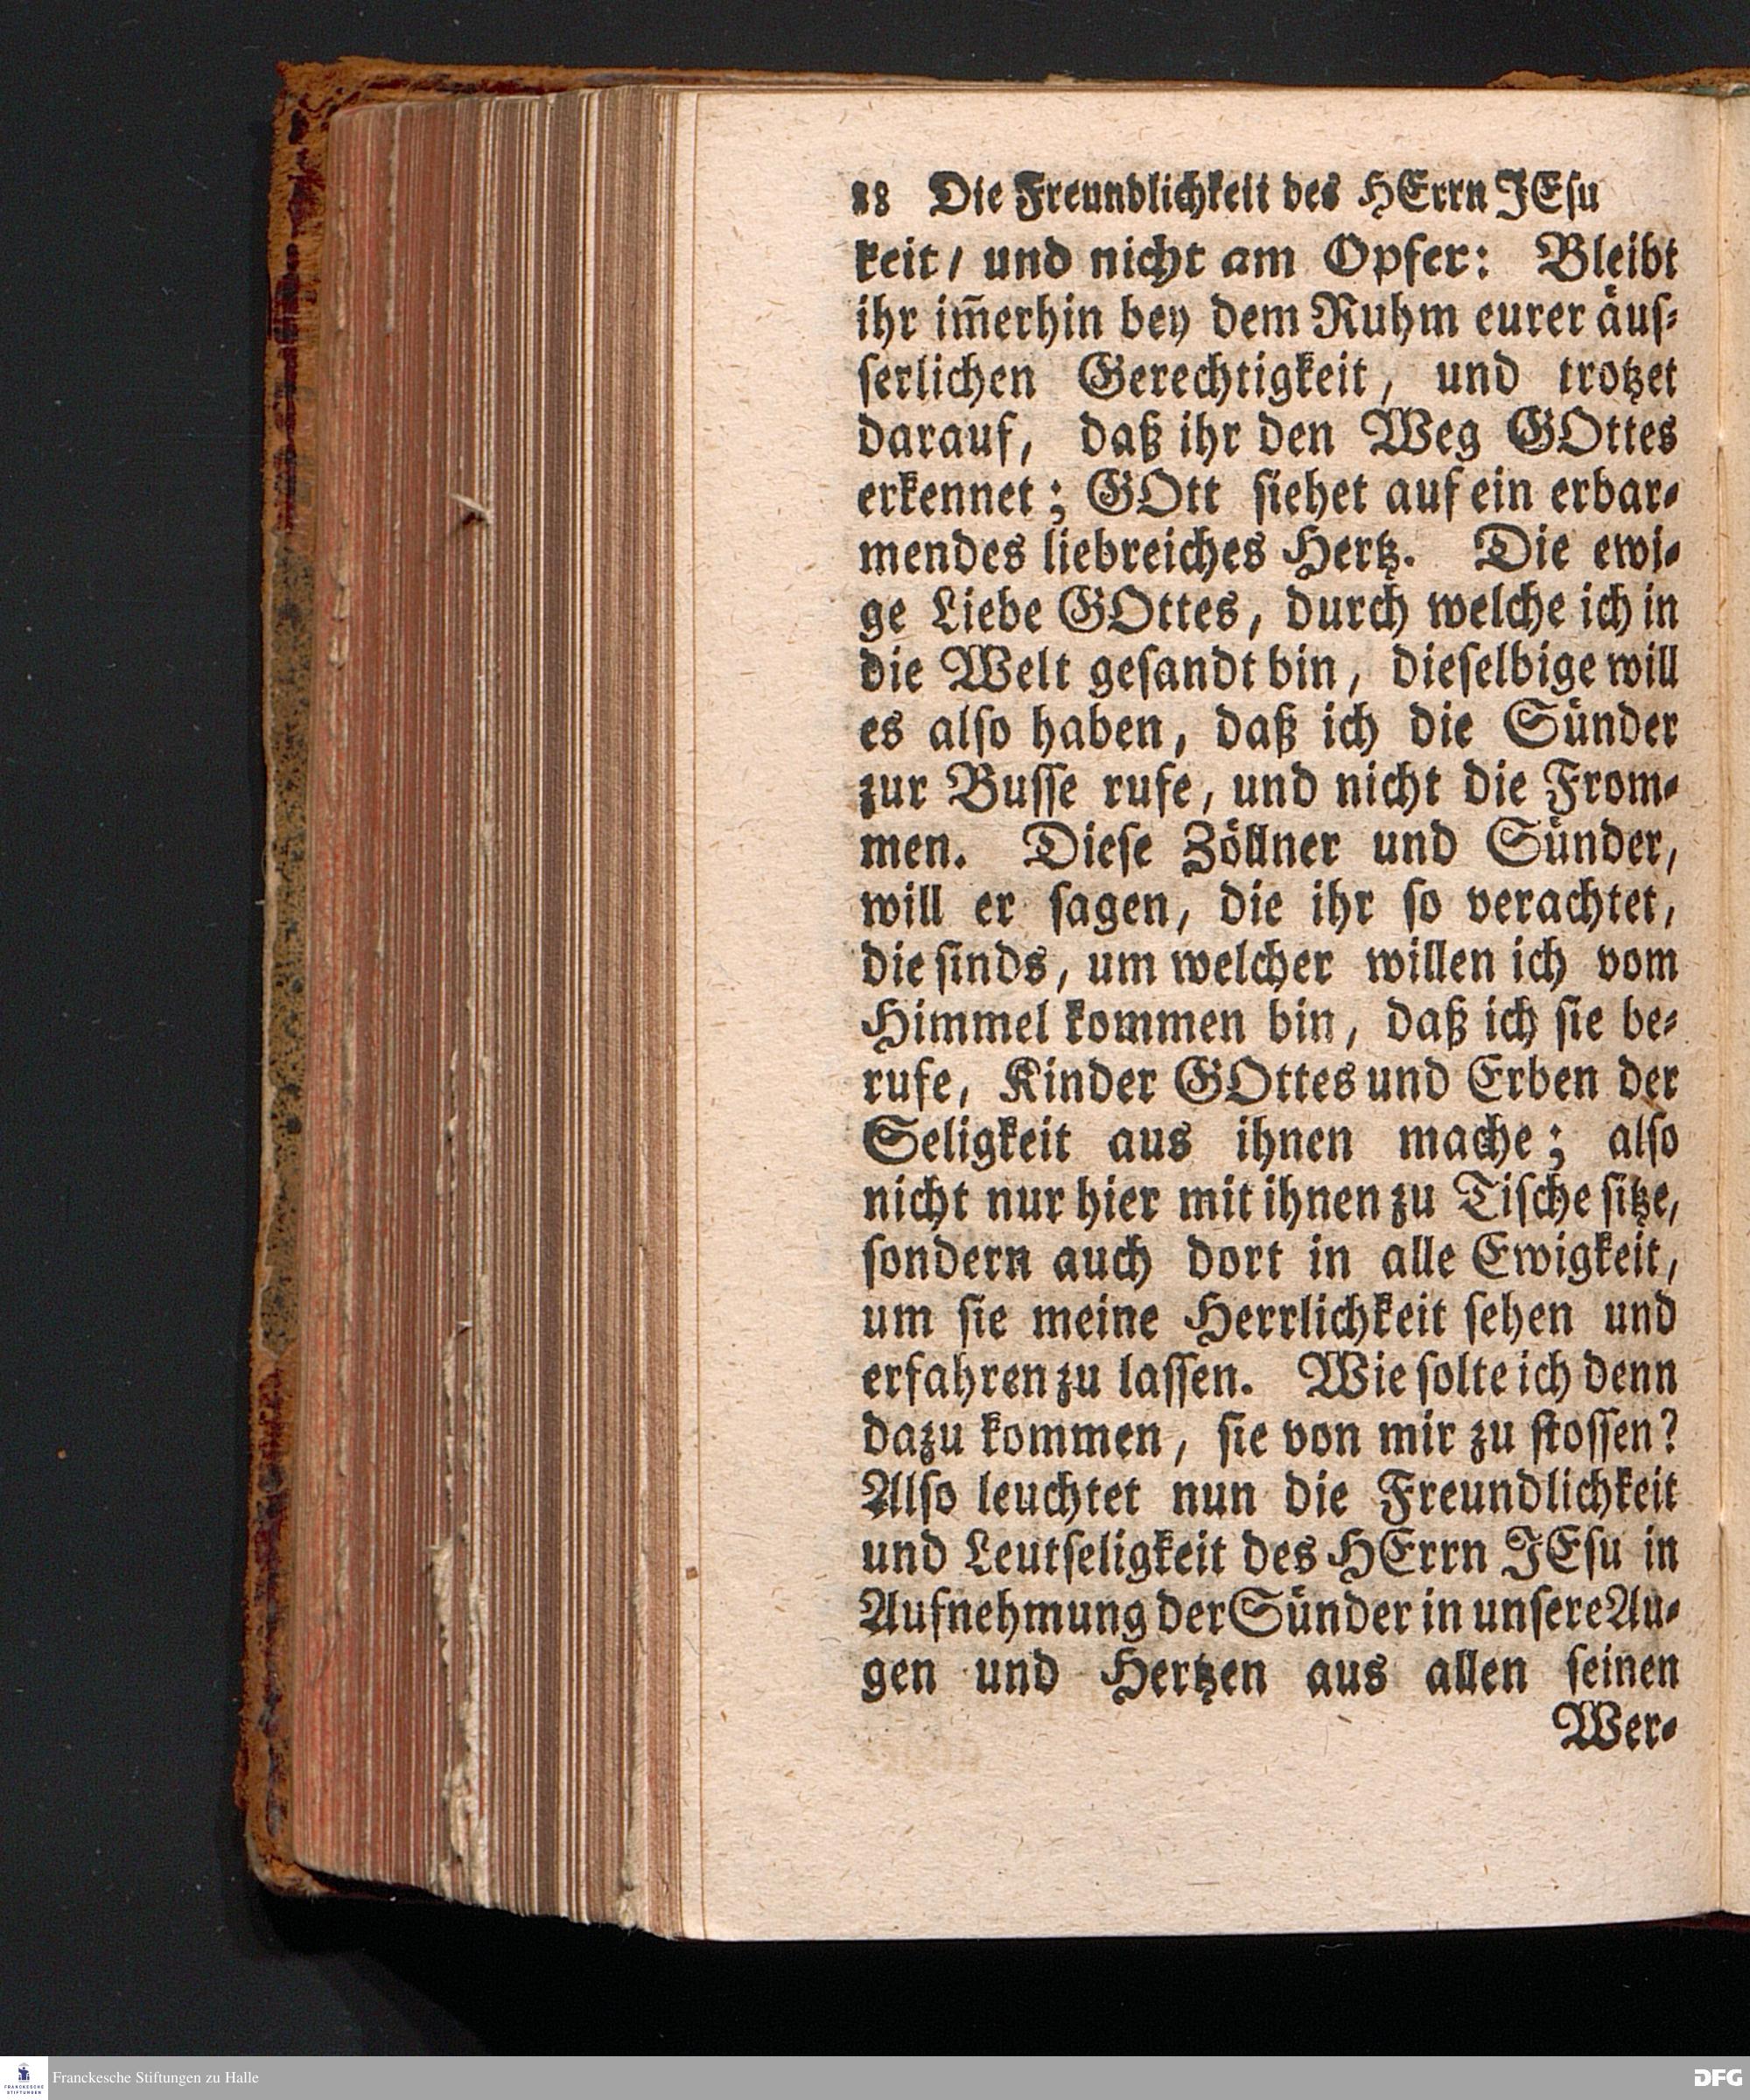 88 Die Freundlichkeit des HErrn JEſu
keit / und nicht am Opfer: Bleibt
ihr im̃erhin bey dem Ruhm eurer äuſ⸗
ſerlichen Gerechtigkeit, und trotzet
darauf, daß ihr den Weg GOttes
erkennet; GOtt ſiehet auf ein erbar⸗
mendes liebreiches Hertz. Die ewi⸗
ge Liebe GOttes, durch welche ich in
die Welt geſandt bin, dieſelbige will
es alſo haben, daß ich die Sünder
zur Buſſe rufe, und nicht die From⸗
men. Dieſe Zöllner und Sünder,
will er ſagen, die ihr ſo verachtet,
die ſinds, um welcher willen ich vom
Himmel kommen bin, daß ich ſie be⸗
rufe, Kinder GOttes und Erben der
Seligkeit aus ihnen mache; alſo
nicht nur hier mit ihnen zu Tiſche ſitze,
ſondern auch dort in alle Ewigkeit,
um ſie meine Herrlichkeit ſehen und
erfahren zu laſſen. Wie ſolte ich denn
dazu kommen, ſie von mir zu ſtoſſen?
Alſo leuchtet nun die Freundlichkeit
und Leutſeligkeit des HErrn JEſu in
Aufnehmung der Sünder in unſere Au⸗
gen und Hertzen aus allen ſeinen
Wer⸗
FRANCKESCHE
STIFTUNGEN
Franckesche Stiftungen zu Halle
DFG